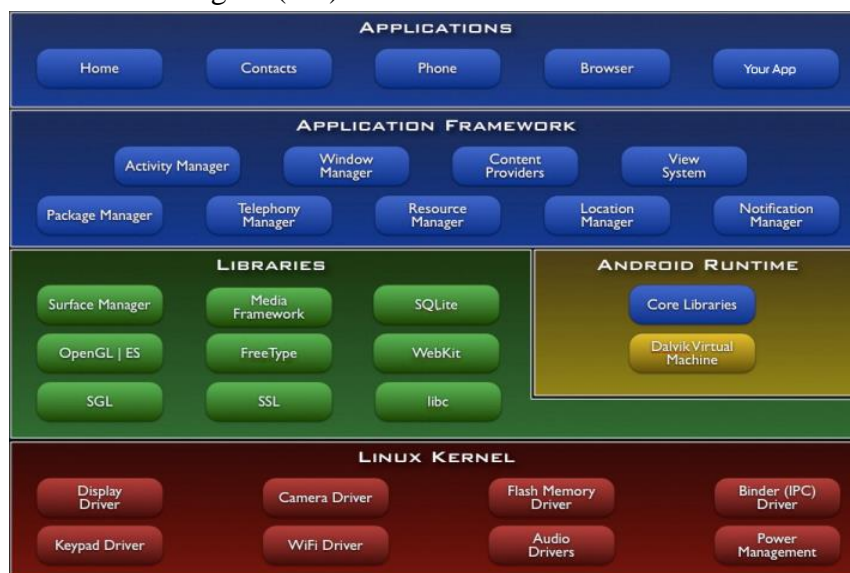 APPLICATIONS
Home
Contacts
Phone
Browser
Your App
APPLICATION FRAMEWORK
Activity Manager
Window
Manager
Content
Providers
View
System
Package Manager
Telephony
Manager
Resource
Manager
Location
Manager
Notification
Manager
LIBRARIES
Surface Manager
Media
Framework
SQLite
OpenGL | ES
FreeType
WebKit
SGL
SSL
libc
ANDROID RUNTIME
Core Libraries
Dalvik Virtual
Machine
LINUX KERNEL
Display
Driver
Camera Driver
Flash Memory
Driver
Binder (IPC)
Driver
Keypad Driver
WiFi Driver
Audio
Drivers
Power
Management